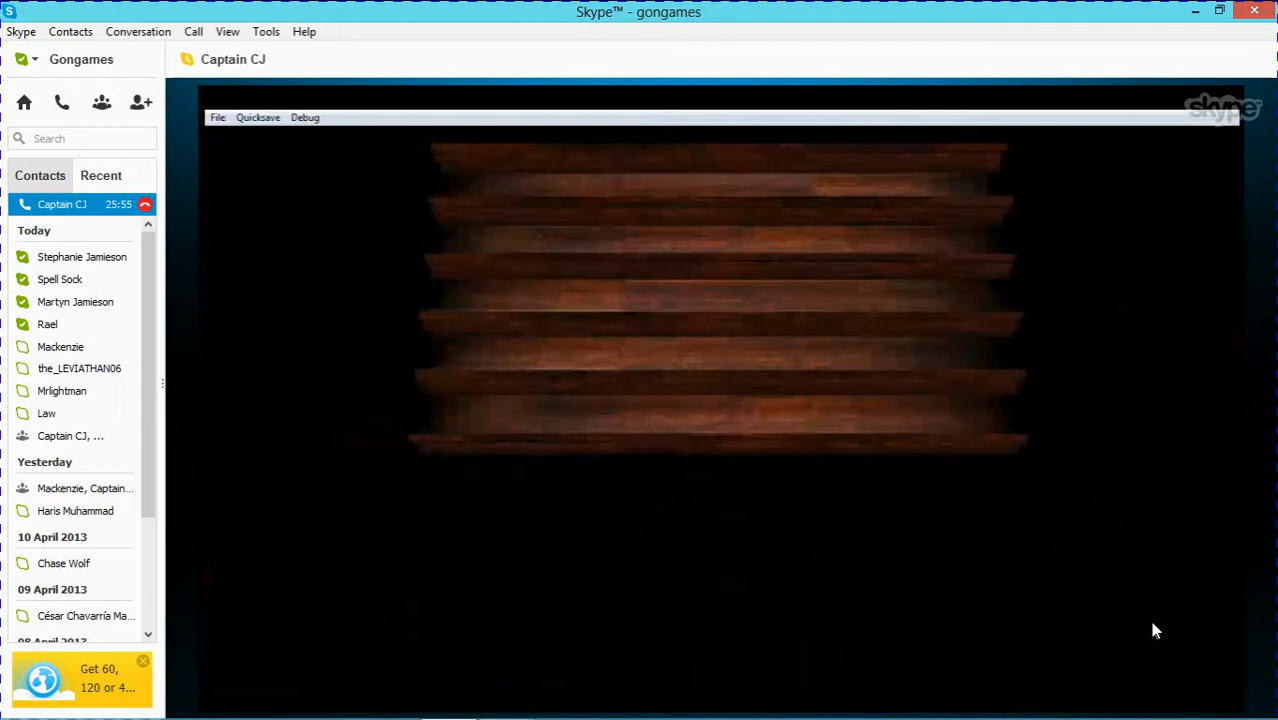 Skype™ - gongames
Skype Contacts Conversation Call View Tools Help
Gongames
Captain CJ
Search
Contacts Recent
Captain CJ 25:55
Today
Stephanie Jamieson
Spell Sock
Martyn Jamieson
Rael
Mackenzie
the_LEVIATHAN06
Mrlightman
Law
Captain CJ, ...
Yesterday
Mackenzie, Captain...
Haris Muhammad
10 April 2013
Chase Wolf
09 April 2013
César Chavarría Ma...
08 April 2013
Get 60,
120 or 4...
File Quicksave Debug
skype